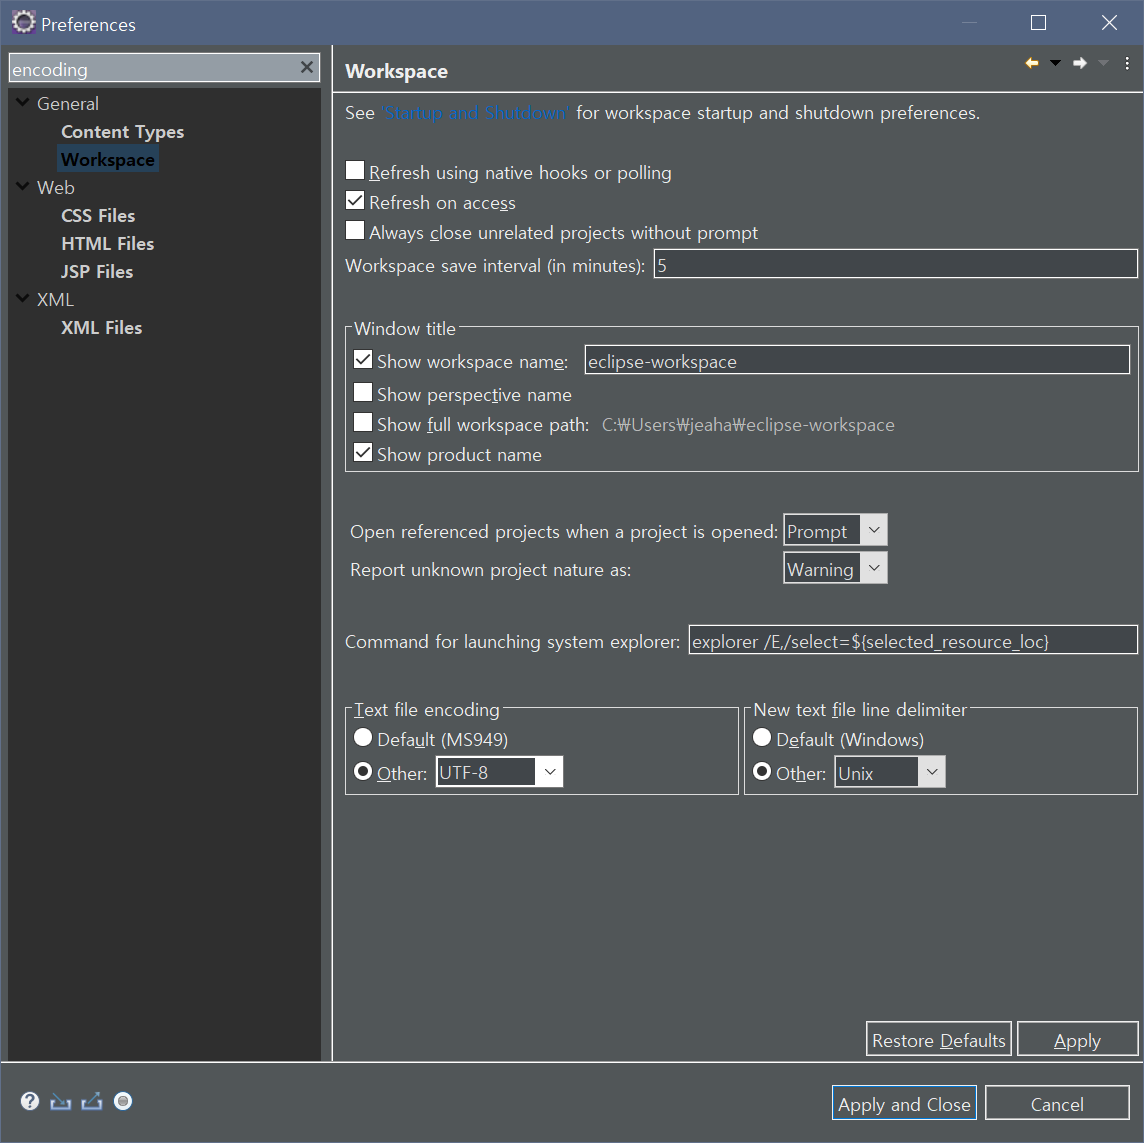 Preferences
encoding
General
Content Types
Workspace
Web
CSS Files
HTML Files
JSP Files
XML
XML Files
Workspace
See 'Startup and Shutdown' for workspace startup and shutdown preferences.
Refresh using native hooks or polling
Refresh on access
Always close unrelated projects without prompt
Workspace save interval (in minutes): 5
Window title
Show workspace name: eclipse-workspace
Show perspective name
Show full workspace path: C:₩Users₩jeaha₩eclipse-workspace
Show product name
Open referenced projects when a project is opened: Prompt
Report unknown project nature as: Warning
Command for launching system explorer: explorer /E,/select=${selected_resource_loc}
Text file encoding
Default (MS949)
Other: UTF-8
New text file line delimiter
Default (Windows)
Other: Unix
Restore Defaults
Apply
Apply and Close
Cancel